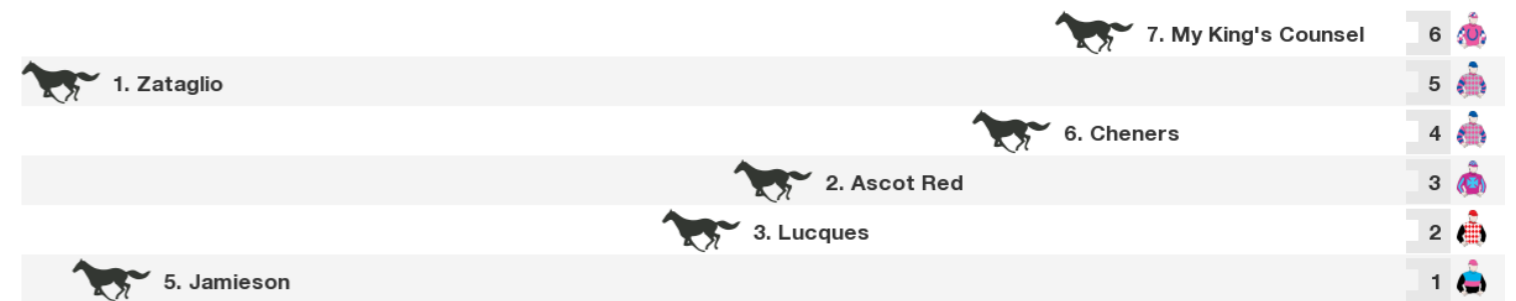 7. My King's Counsel 6
1. Zataglio 5
6. Cheners 4
2. Ascot Red 3
3. Lucques 2
5. Jamieson 1